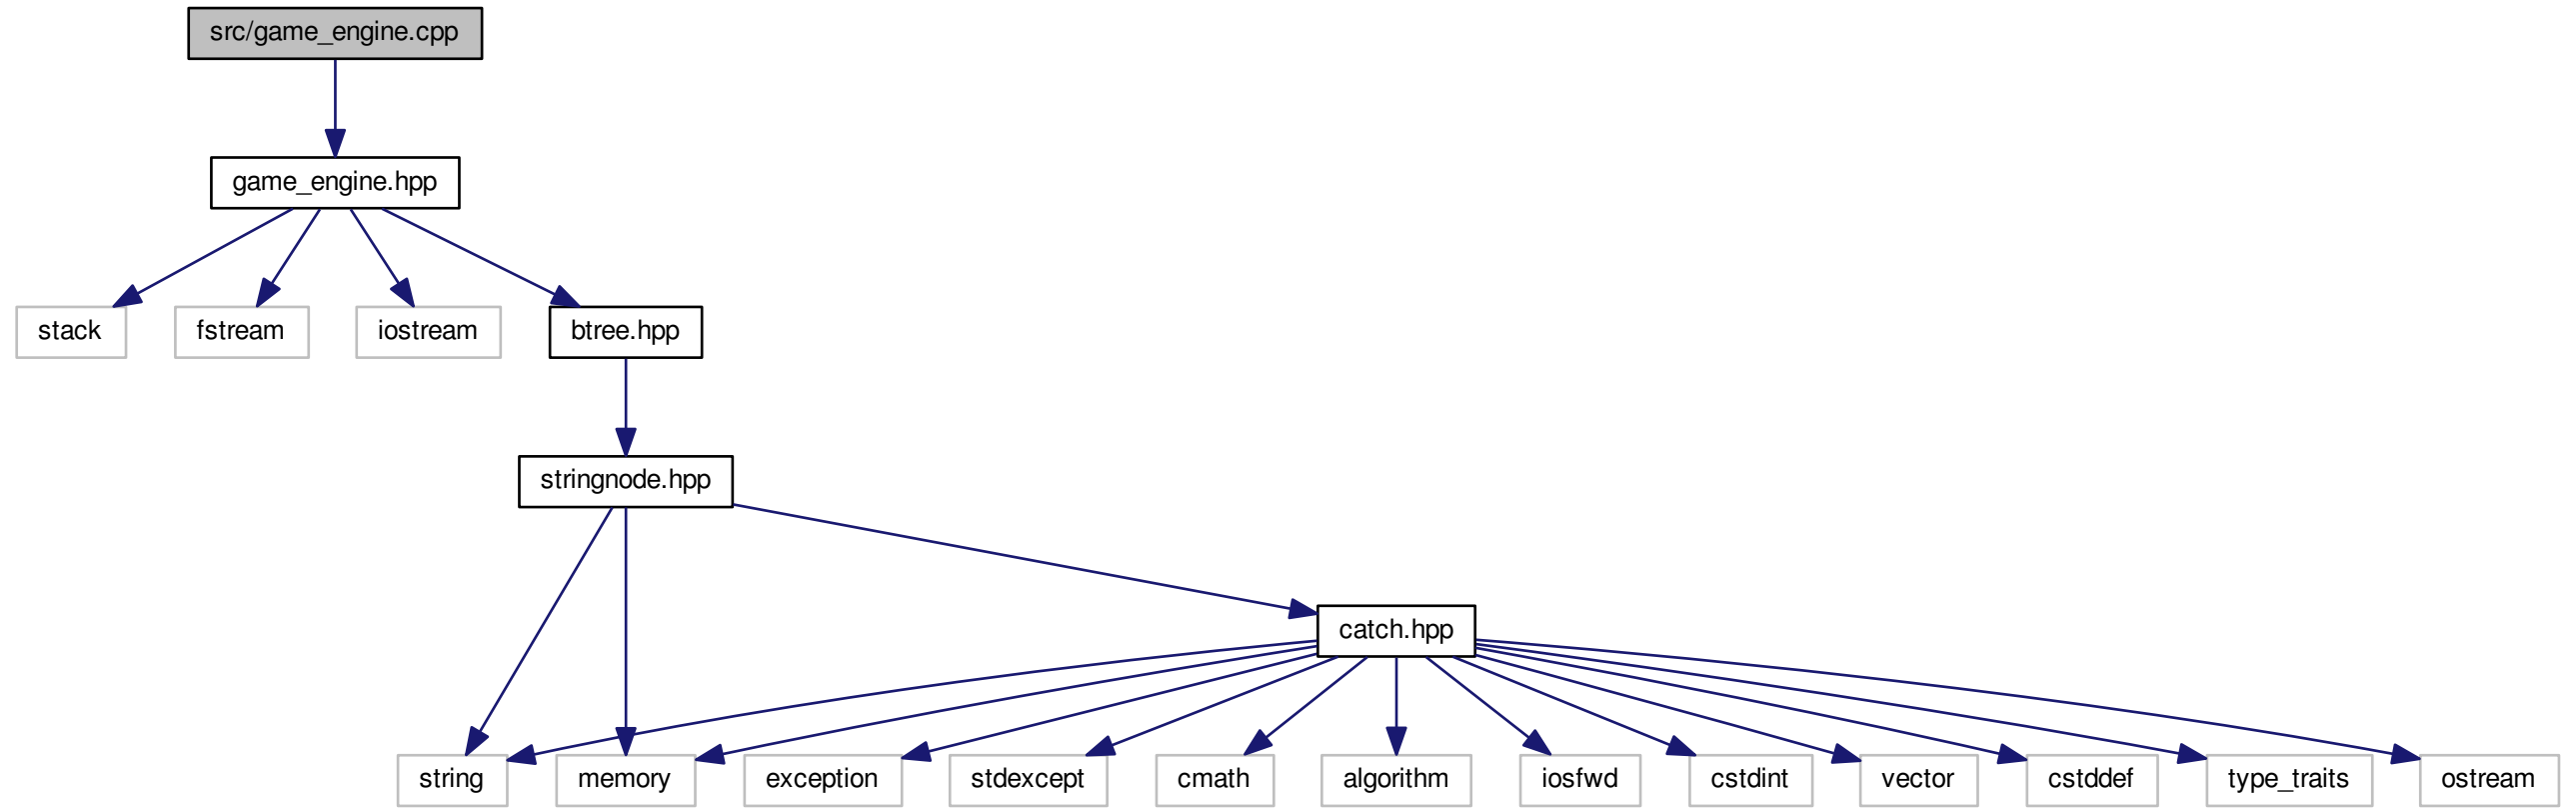 src/game_engine.cpp
game_engine.hpp
stack
fstream
iostream
btree.hpp
stringnode.hpp
catch.hpp
string
memory
exception
stdexcept
cmath
algorithm
iosfwd
cstdint
vector
cstddef
type_traits
ostream